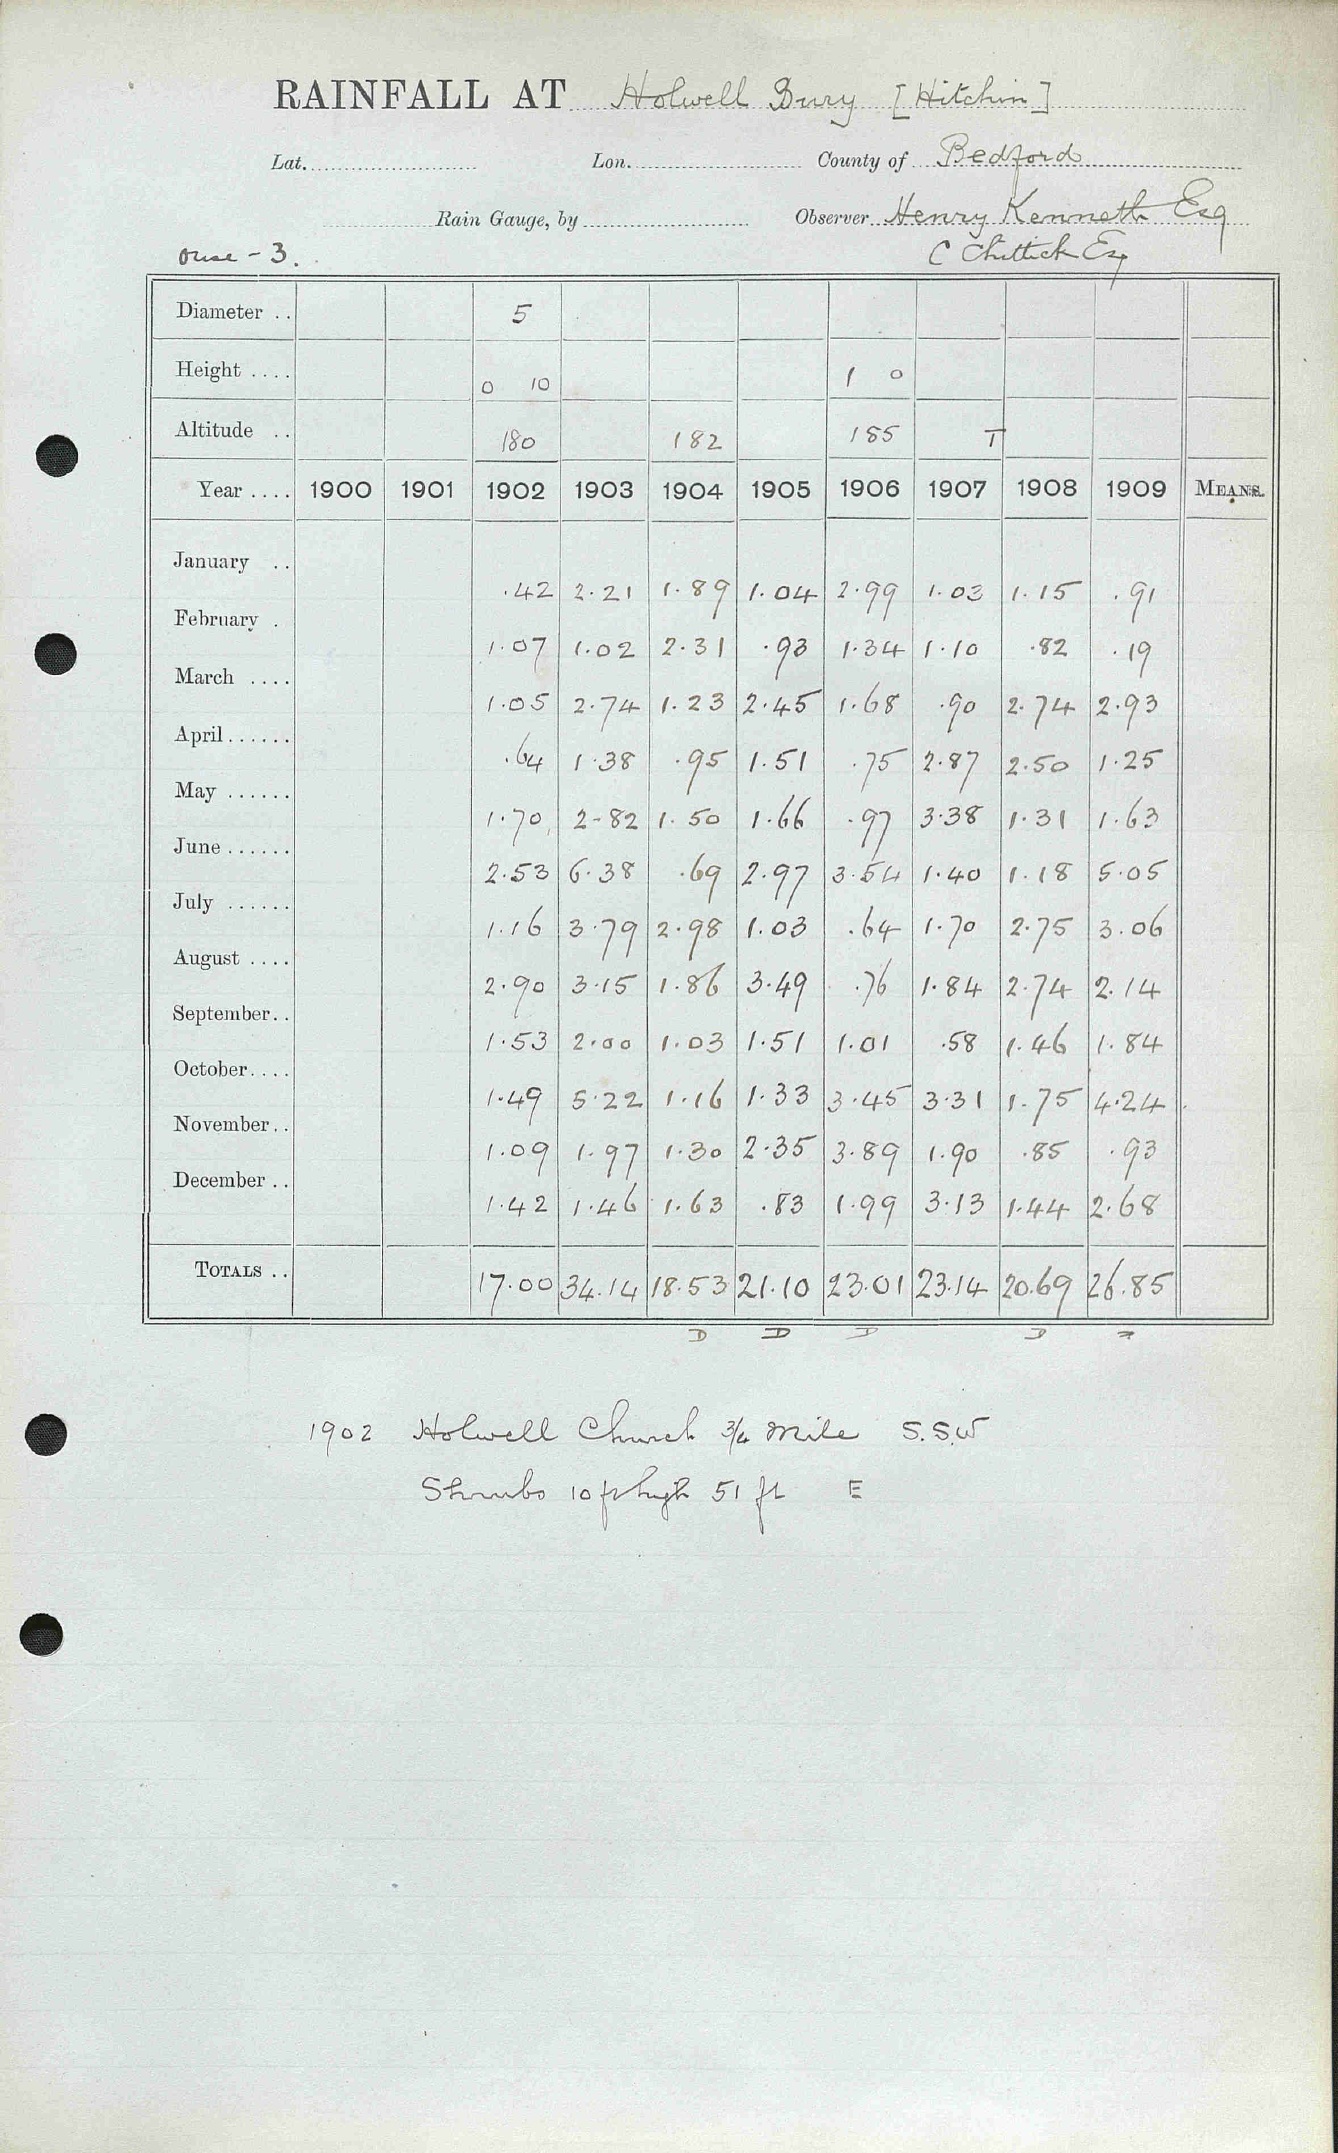 RAINFALL AT Holwell Bury [Hitchin]
Lat. Lon. County of Bedford
Rain Gauge, by Observer Henry Kenneth Esq
Ouse - 3. C Chittick Esq
Diameter .. 5
Height .... 0 10 1 0
Altitude .. 180 182 185 T
Year .... 1900 1901 1902 1903 1904 1905 1906 1907 1908 1909 MEANS.
January .. .42 2.21 1.89 1.04 2.99 1.03 1.15 .91
February . 1.07 1.02 2.31 .93 1.34 1.10 .82 .19
March .... 1.05 2.74 1.23 2.45 1.68 .90 2.74 2.93
April...... .64 1.38 .95 1.51 .75 2.87 2.50 1.25
May ...... 1.70 2-82 1.50 1.66 .97 3.38 1.31 1.63
June ...... 2.53 6.38 .69 2.97 3.54 1.40 1.18 5.05
July ...... 1.16 3.79 2.98 1.03 .64 1.70 2.75 3.06
August .... 2.90 3.15 1.86 3.49 .76 1.84 2.74 2.14
September.. 1.53 2.00 1.03 1.51 1.01 .58 1.46 1.84
October.... 1.49 5.22 1.16 1.33 3.45 3.31 1.75 4.24
November.. 1.09 1.97 1.30 2.35 3.89 1.90 .85 .93
December .. 1.42 1.46 1.63 .83 1.99 3.13 1.44 2.68
TOTALS .. 17.00 34.14 18.53 21.10 23.01 23.14 20.69 26.85
D D D D
1902 Holwell Church 3/4 mile S.S.W
Shrubs 10 ft high 51 ft E